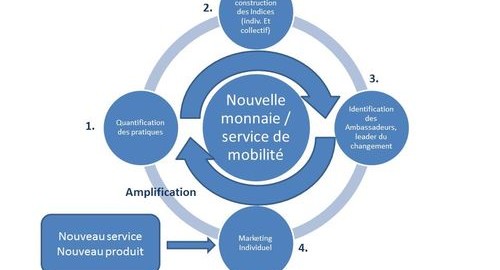 2.
construction
des Indices
(Indiv. Et
collectif)
3.
1.
Quantification
des pratiques
Nouvelle
monnaie /
service de
mobilité
Identification
des
Ambassadeurs,
leader du
changement
Amplification
Nouveau service
Nouveau produit
Marketing
Individuel
4.